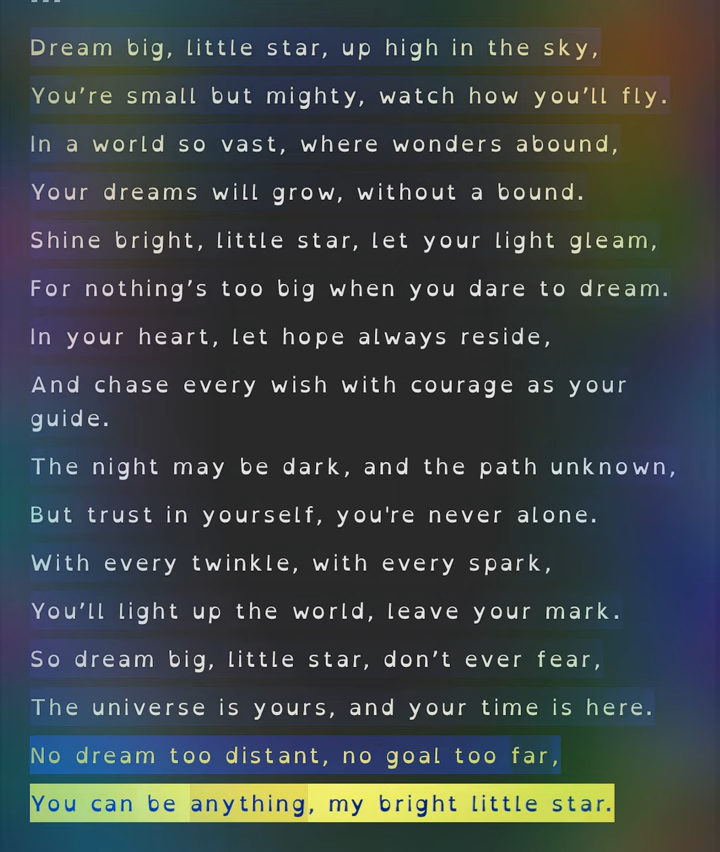 Dream big, little star, up high in the sky,
You’re small but mighty, watch how you’ll fly.
In a world so vast, where wonders abound,
Your dreams will grow, without a bound.
Shine bright, little star, let your light gleam,
For nothing’s too big when you dare to dream.
In your heart, let hope always reside,
And chase every wish with courage as your
guide.
The night may be dark, and the path unknown,
But trust in yourself, you're never alone.
With every twinkle, with every spark,
You’ll light up the world, leave your mark.
So dream big, little star, don’t ever fear,
The universe is yours, and your time is here.
No dream too distant, no goal too far,
You can be anything, my bright little star.